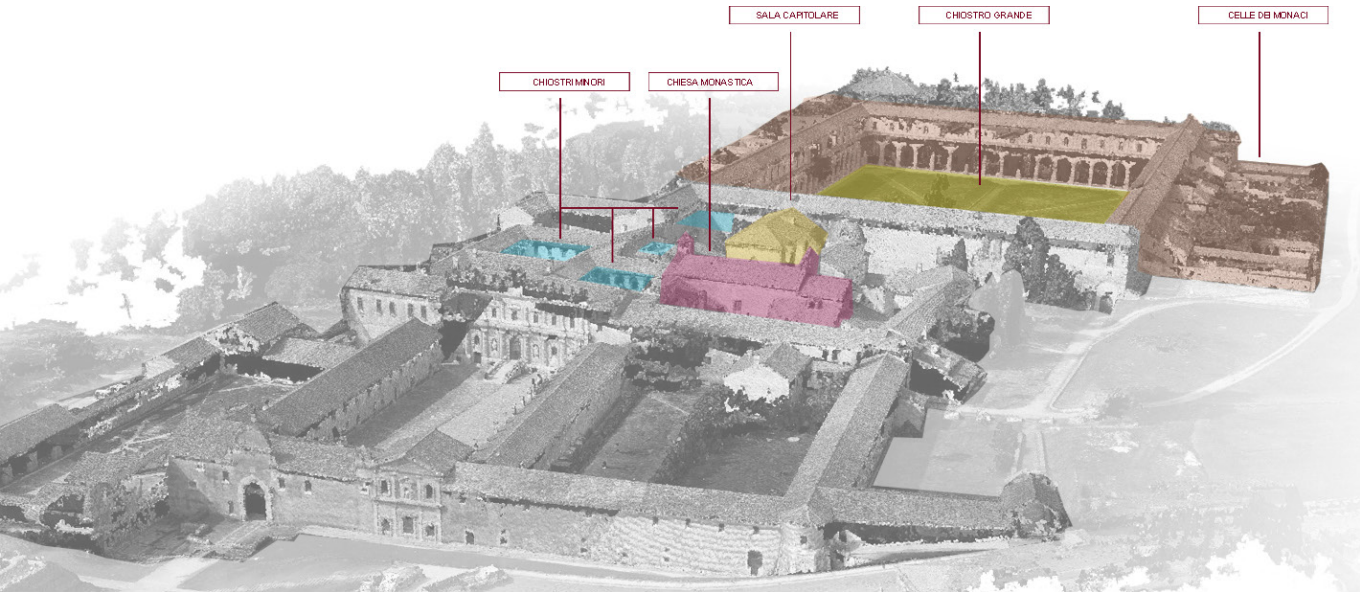 SALA CAPITOLARE
CHIOSTRO GRANDE
CELLE DEI MONACI
CHIOSTRI MINORI
CHIESA MONASTICA